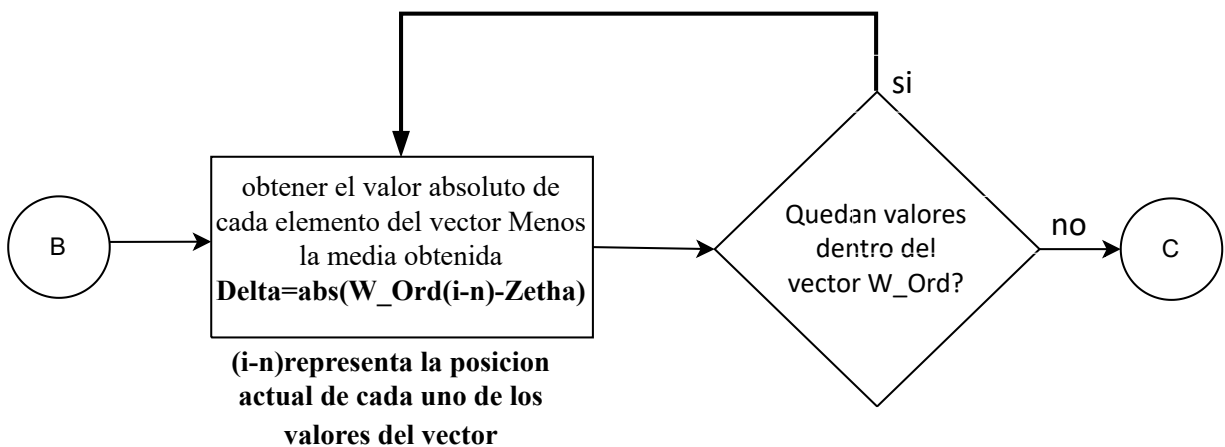 si
obtener el valor absoluto de
cada elemento del vector Menos
la media obtenida
Delta=abs(W_Ord(i-n)-Zetha)
B
Quedan valores
dentro del
vector W_Ord?
no
C
(i-n)representa la posicion
actual de cada uno de los
valores del vector